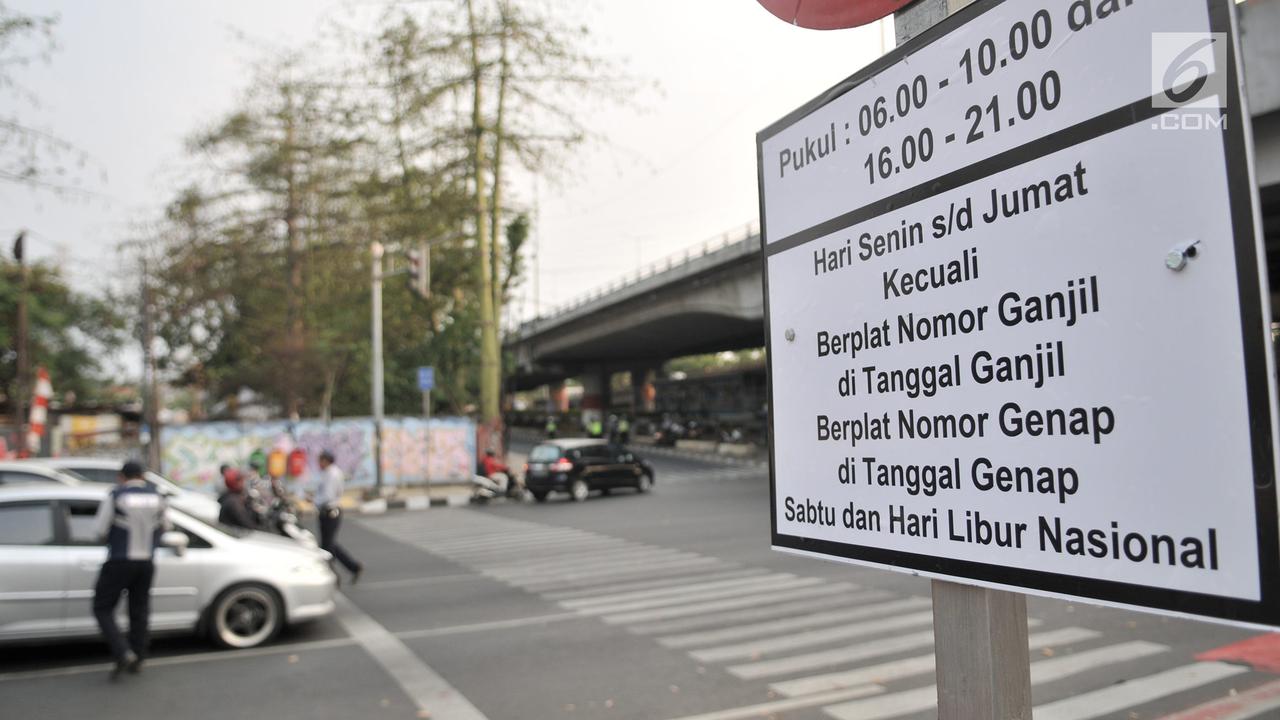 Pukul : 06.00 - 10.00 dan
16.00 - 21.00
Hari Senin s/d Jumat
Kecuali
Berplat Nomor Ganjil
di Tanggal Ganjil
Berplat Nomor Genap
di Tanggal Genap
Sabtu dan Hari Libur Nasional
6
.COM